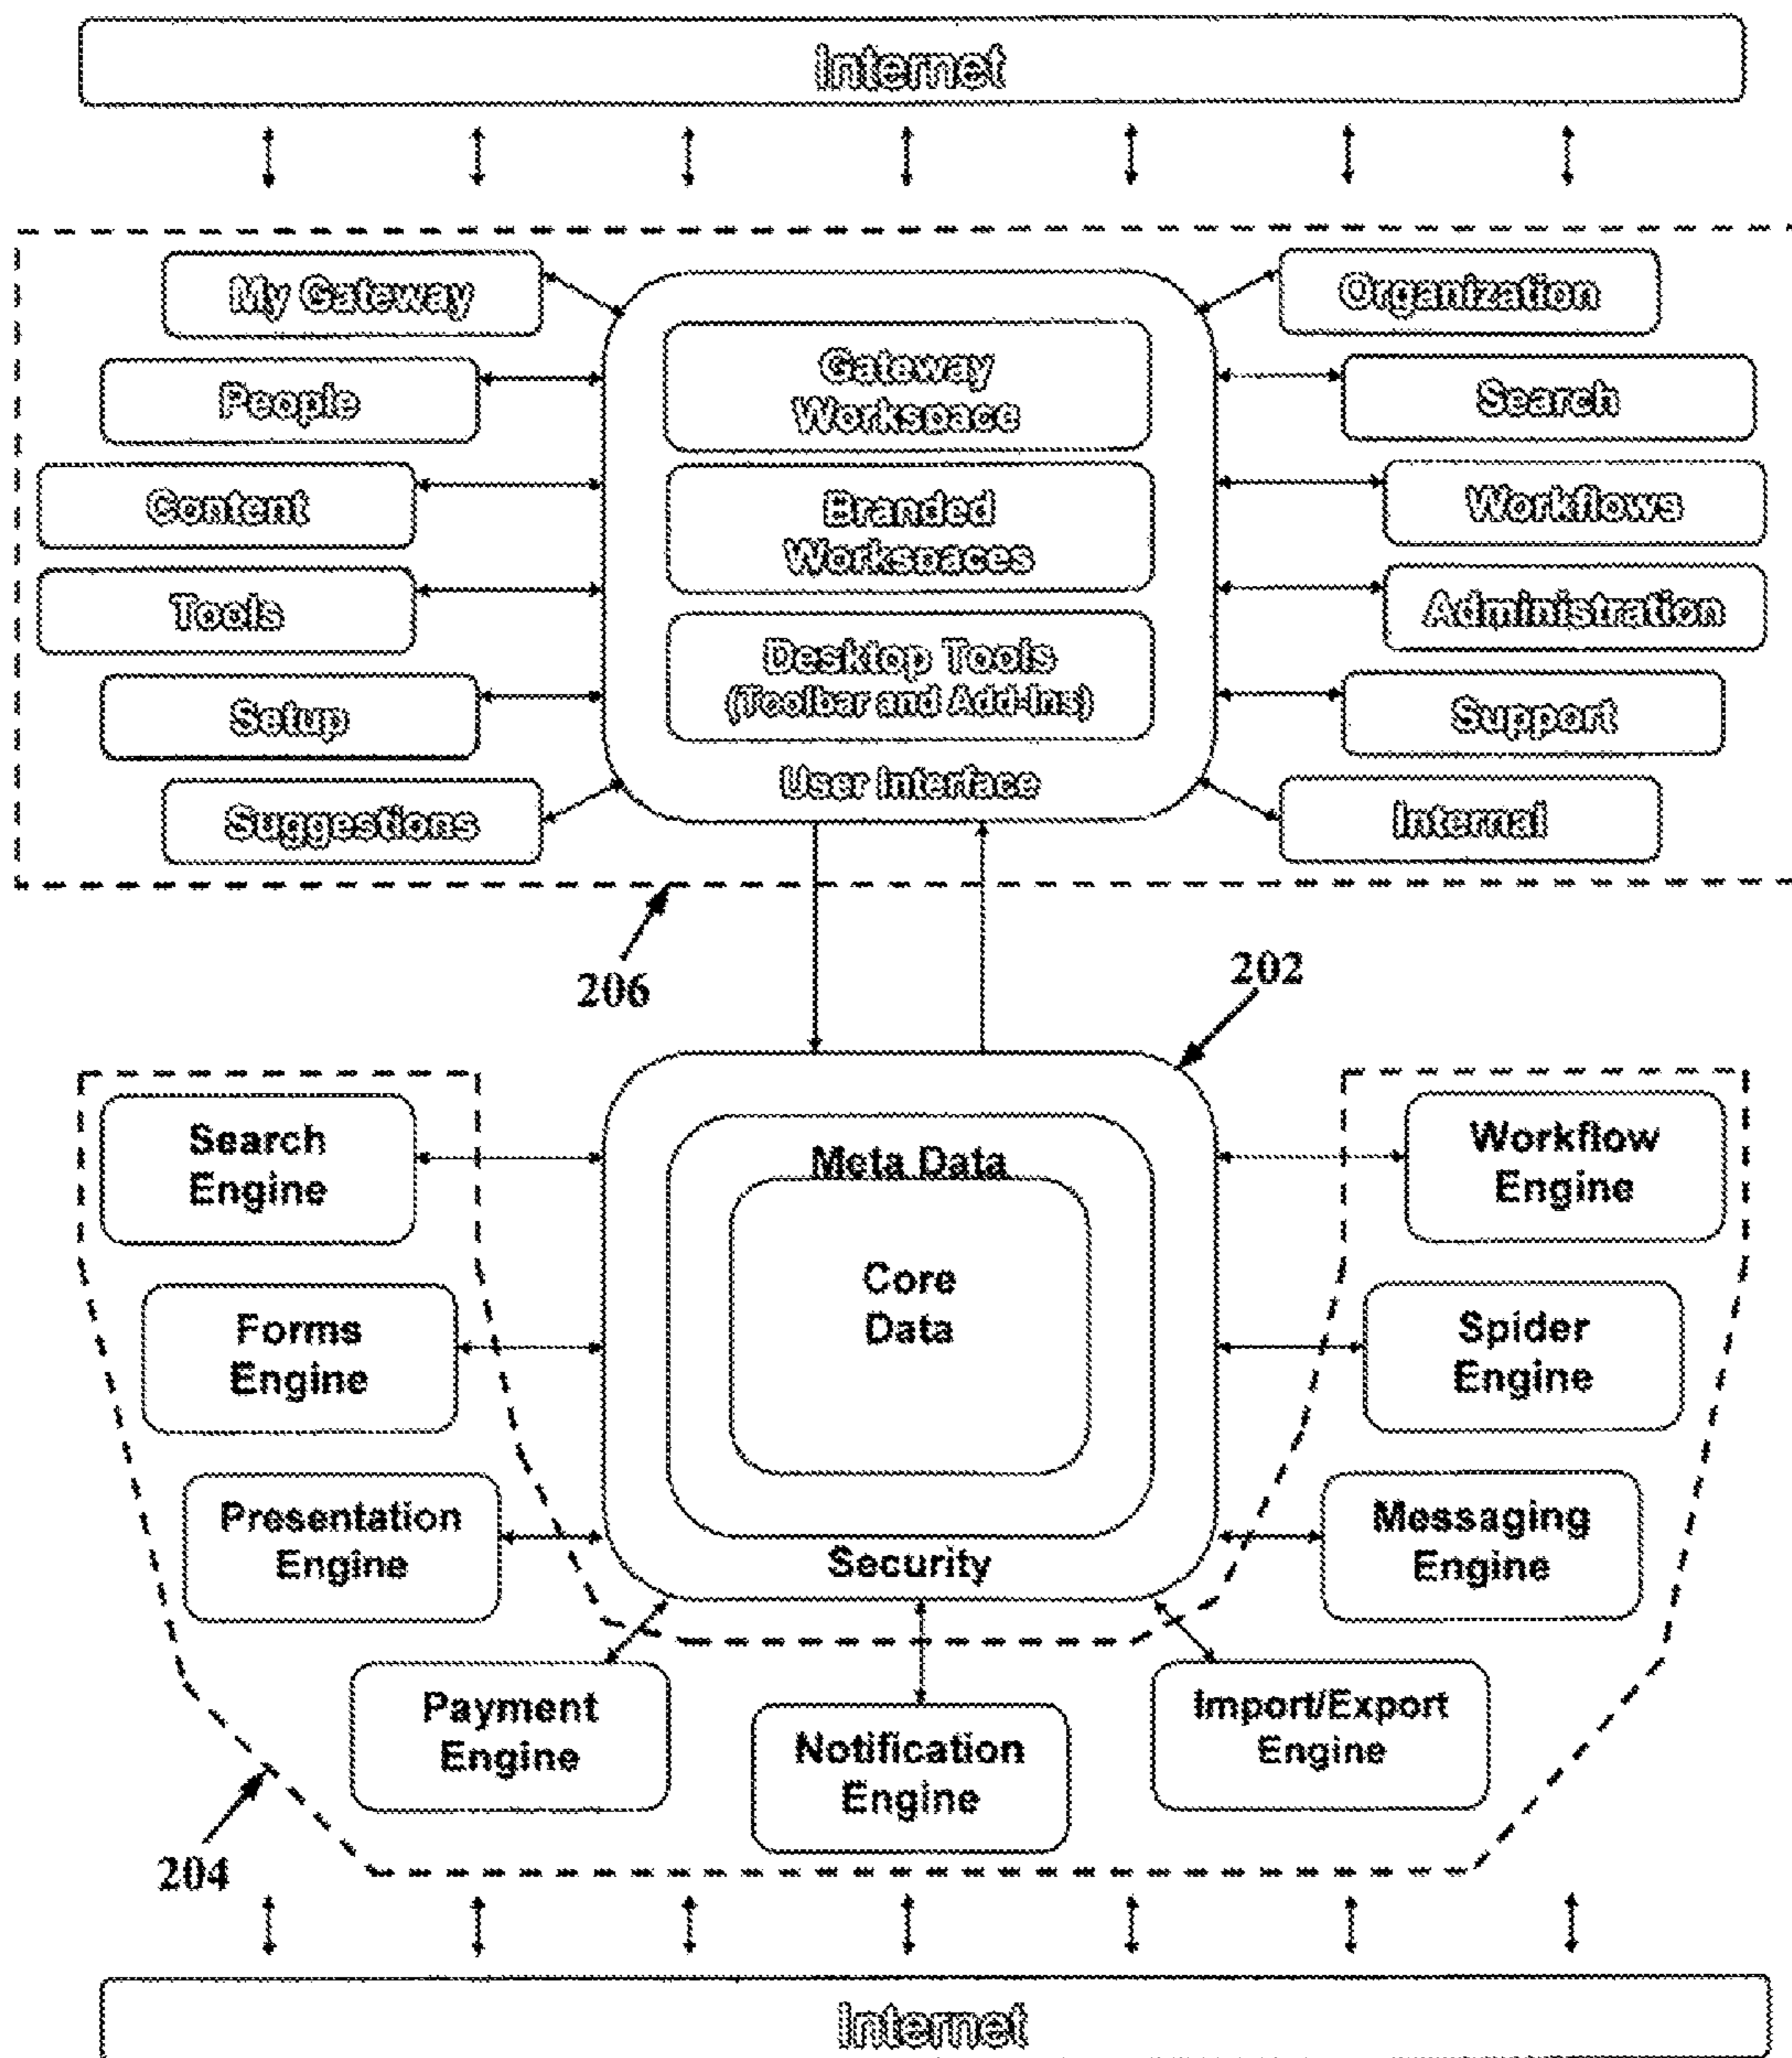 Internet
My Gateway
Organization
Gateway
Workspace
People
Search
Content
Branded
Workspaces
Workflows
Tools
Administration
Desktop Tools
(Toolbar and Add-Ins)
Setup
Support
User Interface
Suggestions
Internal
206
202
Search
Engine
Meta Data
Workflow
Engine
Core
Data
Forms
Engine
Spider
Engine
Presentation
Engine
Security
Messaging
Engine
Payment
Engine
Notification
Engine
Import/Export
Engine
204
Internet